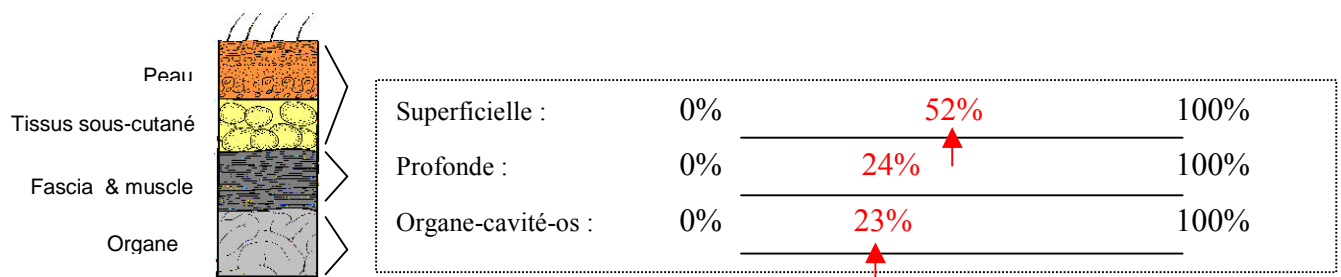 Peau
Tissus sous-cutané
Fascia & muscle
Organe
Superficielle : 0% 52% 100%
Profonde : 0% 24% 100%
Organe-cavité-os : 0% 23% 100%